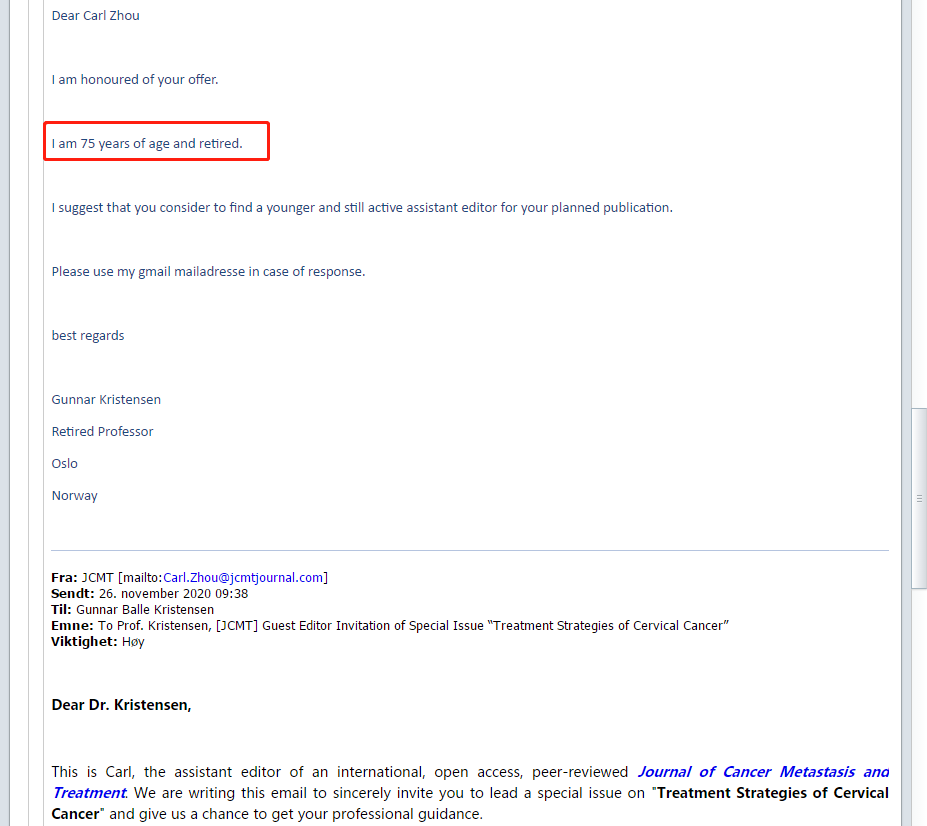 Dear Carl Zhou
I am honoured of your offer.
I am 75 years of age and retired.
I suggest that you consider to find a younger and still active assistant editor for your planned publication.
Please use my gmail mailadresse in case of response.
best regards
Gunnar Kristensen
Retired Professor
Oslo
Norway
Fra: JCMT [mailto:Carl.Zhou@jcmtjournal.com]
Sendt: 26. november 2020 09:38
Til: Gunnar Balle Kristensen
Emne: To Prof. Kristensen, [JCMT] Guest Editor Invitation of Special Issue “Treatment Strategies of Cervical Cancer”
Viktighet: Høy
Dear Dr. Kristensen,
This is Carl, the assistant editor of an international, open access, peer-reviewed Journal of Cancer Metastasis and
Treatment. We are writing this email to sincerely invite you to lead a special issue on "Treatment Strategies of Cervical
Cancer" and give us a chance to get your professional guidance.